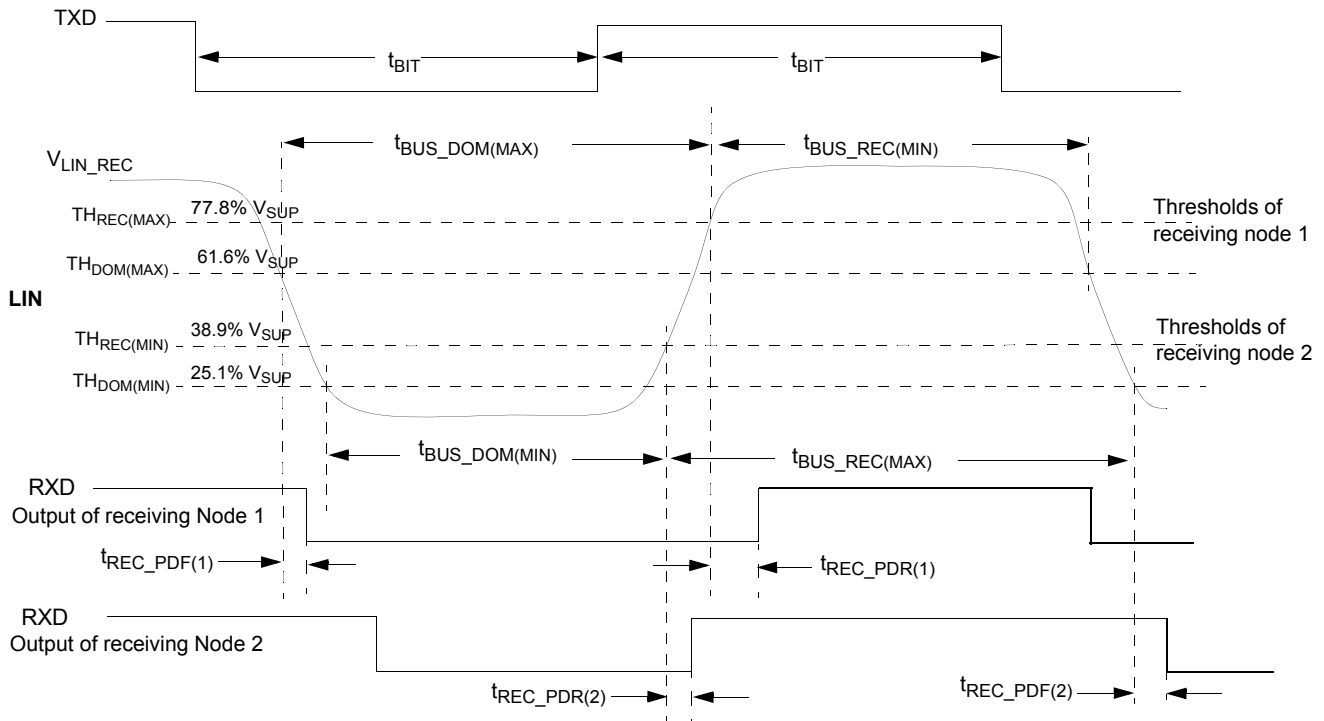 TXD
tBIT
tBIT
tBUS_DOM(MAX)
tBUS_REC(MIN)
VLIN_REC
THREC(MAX) 77.8% VSUP
Thresholds of
receiving node 1
THDOM(MAX) 61.6% VSUP
LIN
THREC(MIN) 38.9% VSUP
Thresholds of
receiving node 2
THDOM(MIN) 25.1% VSUP
tBUS_DOM(MIN)
tBUS_REC(MAX)
RXD
Output of receiving Node 1
tREC_PDF(1)
tREC_PDR(1)
RXD
Output of receiving Node 2
tREC_PDR(2)
tREC_PDF(2)